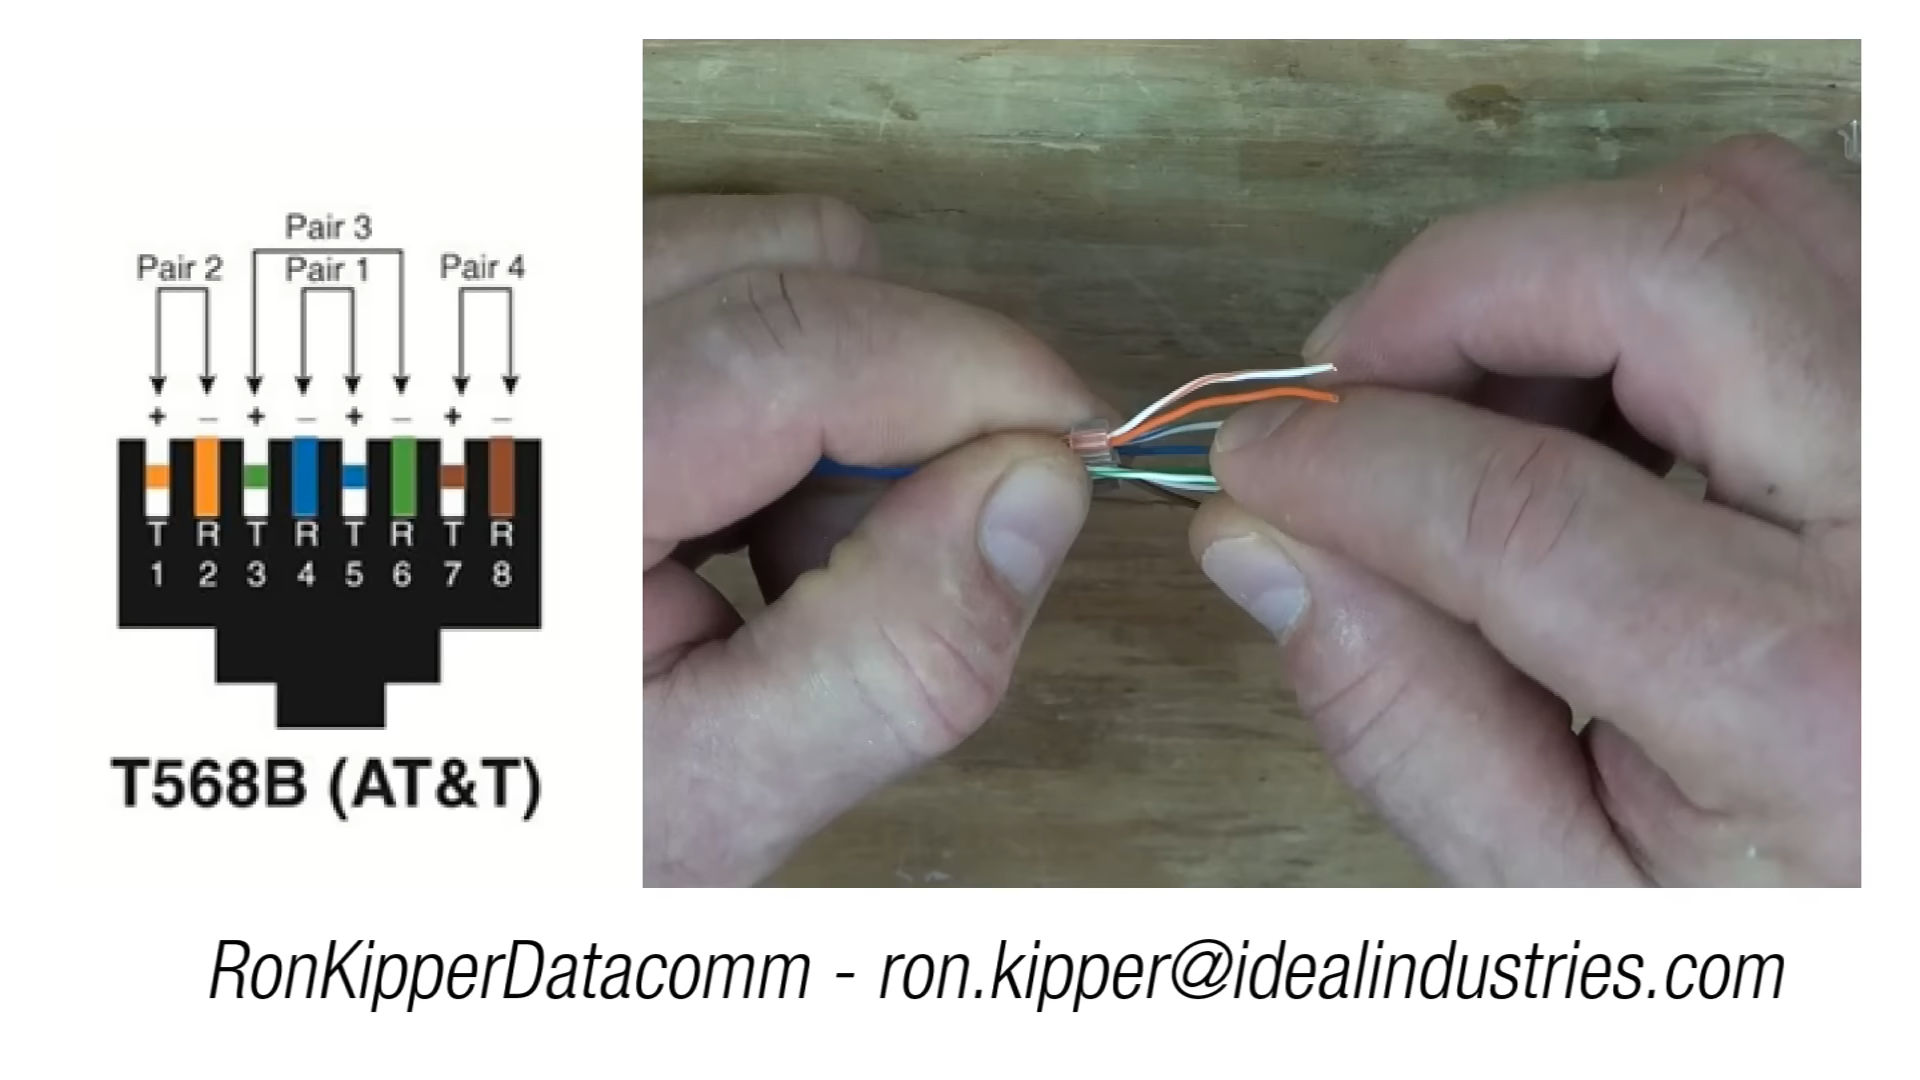 Pair 3
Pair 2 Pair 1 Pair 4
+ – + – + – + –
T R T R T R T R
1 2 3 4 5 6 7 8
T568B (AT&T)
RonKipperDatacomm - ron.kipper@idealindustries.com